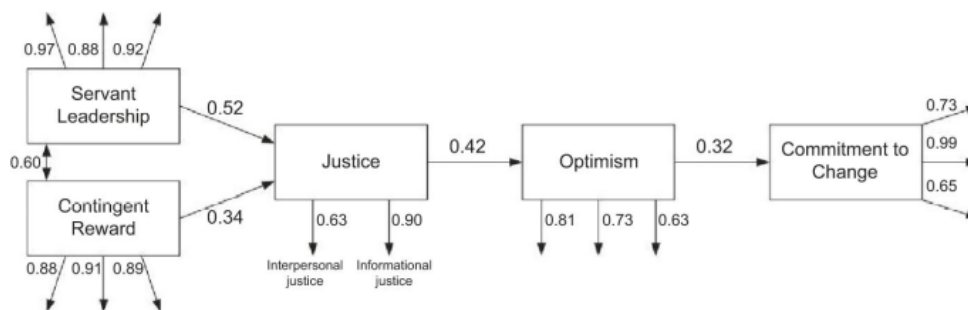 0.97 0.88 0.92
Servant
Leadership
0.52
0.73
0.60
Justice
0.42
Optimism
0.32
Commitment to
Change
0.99
0.65
Contingent
Reward
0.34
0.63 0.90
0.81 0.73 0.63
0.88 0.91 0.89
Interpersonal
justice
Informational
justice